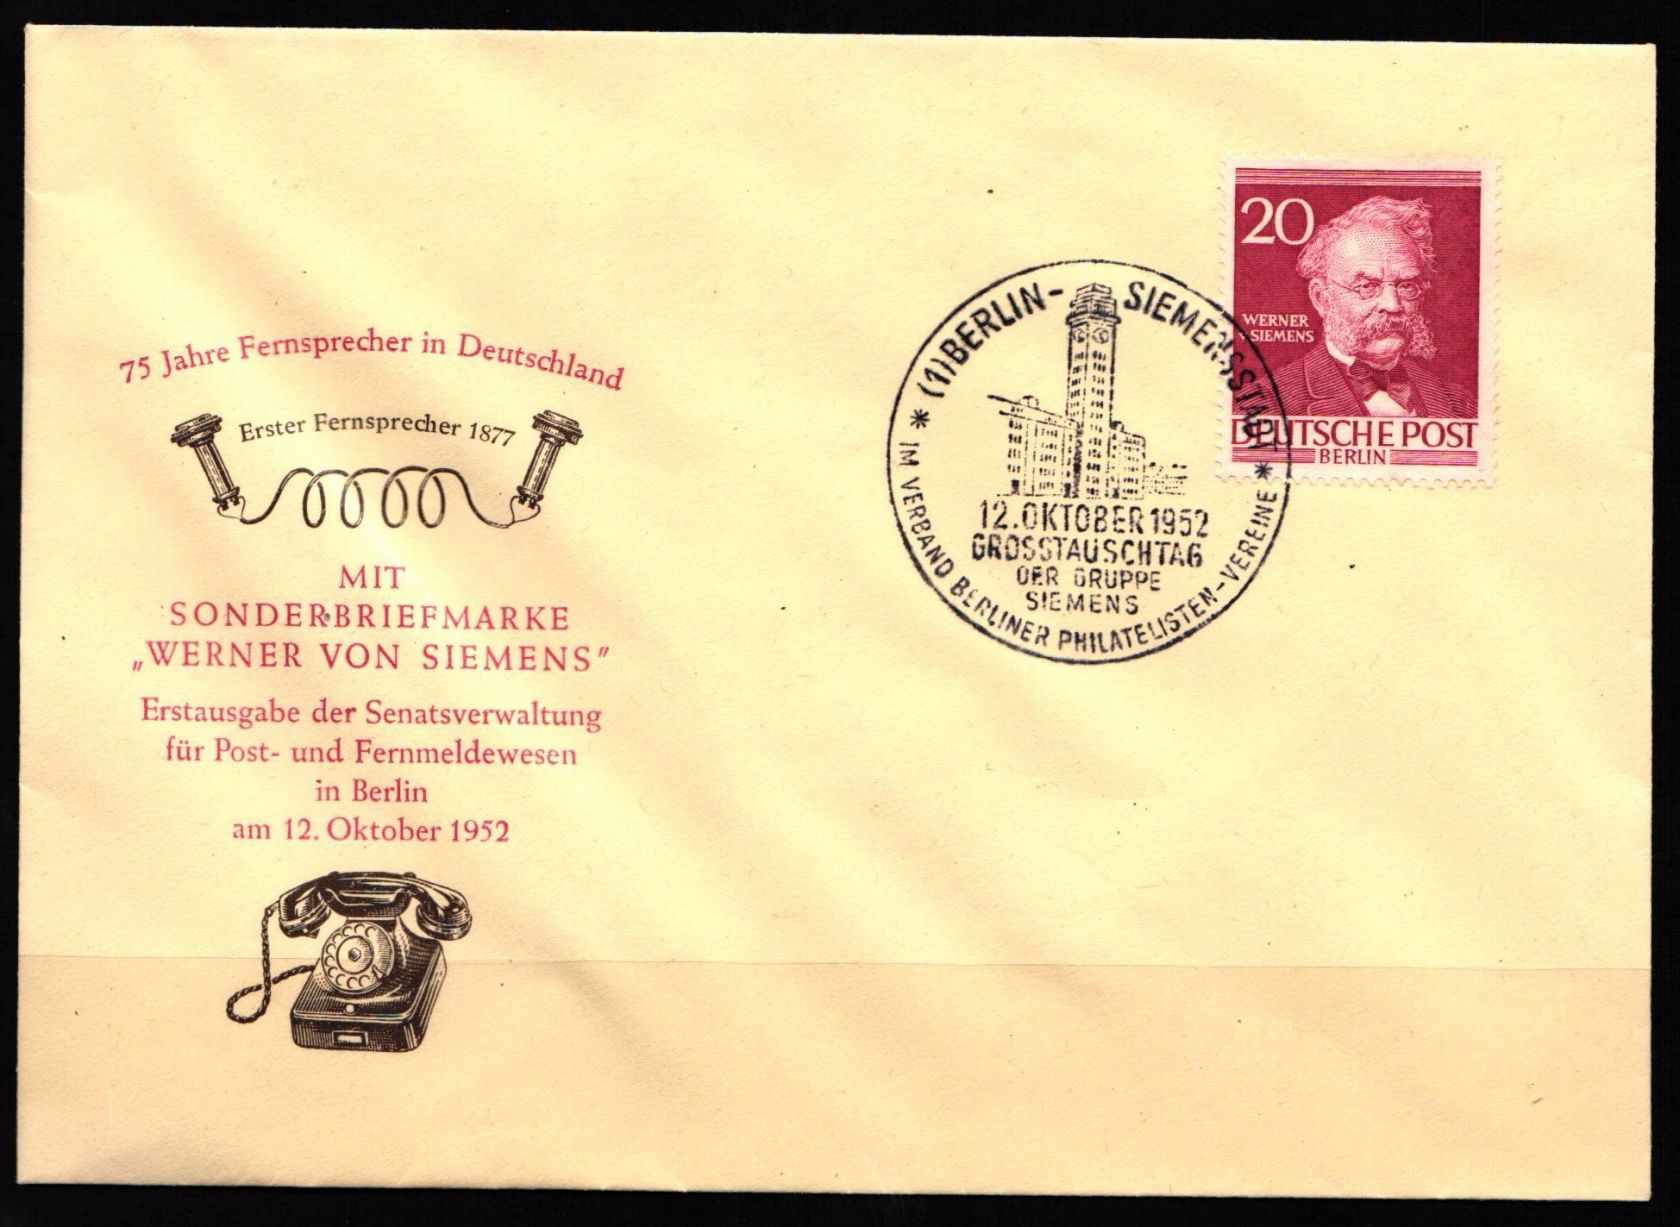 75 Jahre Fernsprecher in Deutschland
Erster Fernsprecher 1877
MIT
SONDERBRIEFMARKE
„WERNER VON SIEMENS”
Erstausgabe der Senatsverwaltung
für Post- und Fernmeldewesen
in Berlin
am 12. Oktober 1952
(1) BERLIN-SIEMENSSTADT
12. OKTOBER 1952
GROSSTAUSCHTAG
DER GRUPPE
SIEMENS
* IM VERBAND BERLINER PHILATELISTEN-VEREINE *
20
WERNER
v SIEMENS
DEUTSCHE POST
BERLIN